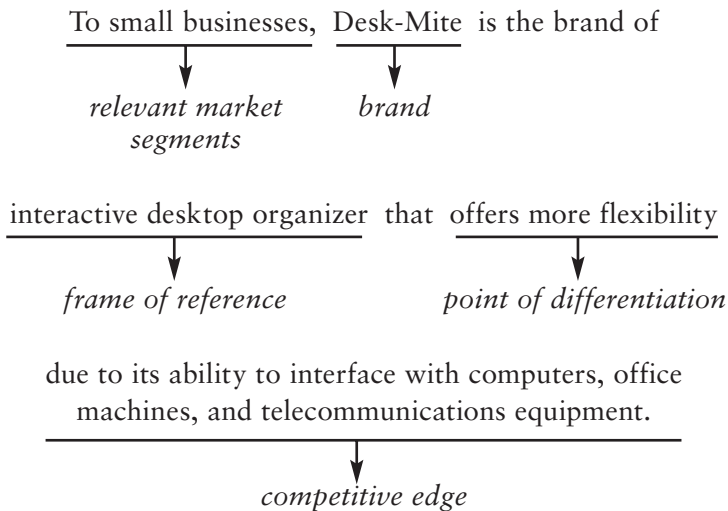 To small businesses, Desk-Mite is the brand of
relevant market segments
brand
interactive desktop organizer that offers more flexibility
frame of reference
point of differentiation
due to its ability to interface with computers, office
machines, and telecommunications equipment.
competitive edge